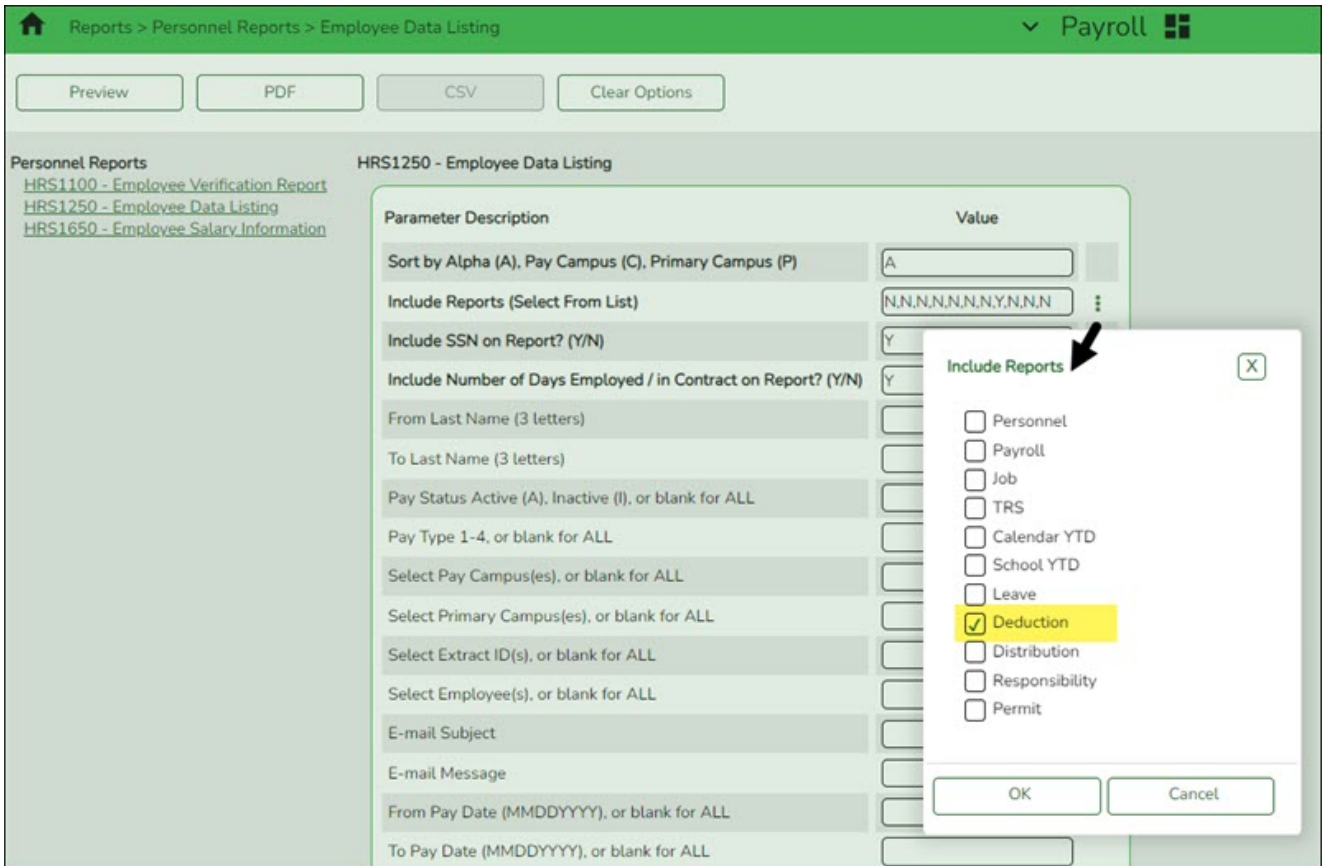 Reports > Personnel Reports > Employee Data Listing
Payroll
Preview
PDF
CSV
Clear Options
Personnel Reports
HRS1100 - Employee Verification Report
HRS1250 - Employee Data Listing
HRS1650 - Employee Salary Information
HRS1250 - Employee Data Listing
Parameter Description
Value
Sort by Alpha (A), Pay Campus (C), Primary Campus (P)
A
Include Reports (Select From List)
N,N,N,N,N,N,N,Y,N,N,N
Include SSN on Report? (Y/N)
Y
Include Number of Days Employed / in Contract on Report? (Y/N)
Y
From Last Name (3 letters)
To Last Name (3 letters)
Pay Status Active (A), Inactive (I), or blank for ALL
Pay Type 1-4, or blank for ALL
Select Pay Campus(es), or blank for ALL
Select Primary Campus(es), or blank for ALL
Select Extract ID(s), or blank for ALL
Select Employee(s), or blank for ALL
E-mail Subject
E-mail Message
From Pay Date (MMDDYYYY), or blank for ALL
To Pay Date (MMDDYYYY), or blank for ALL
Include Reports
X
Personnel
Payroll
Job
TRS
Calendar YTD
School YTD
Leave
Deduction
Distribution
Responsibility
Permit
OK
Cancel